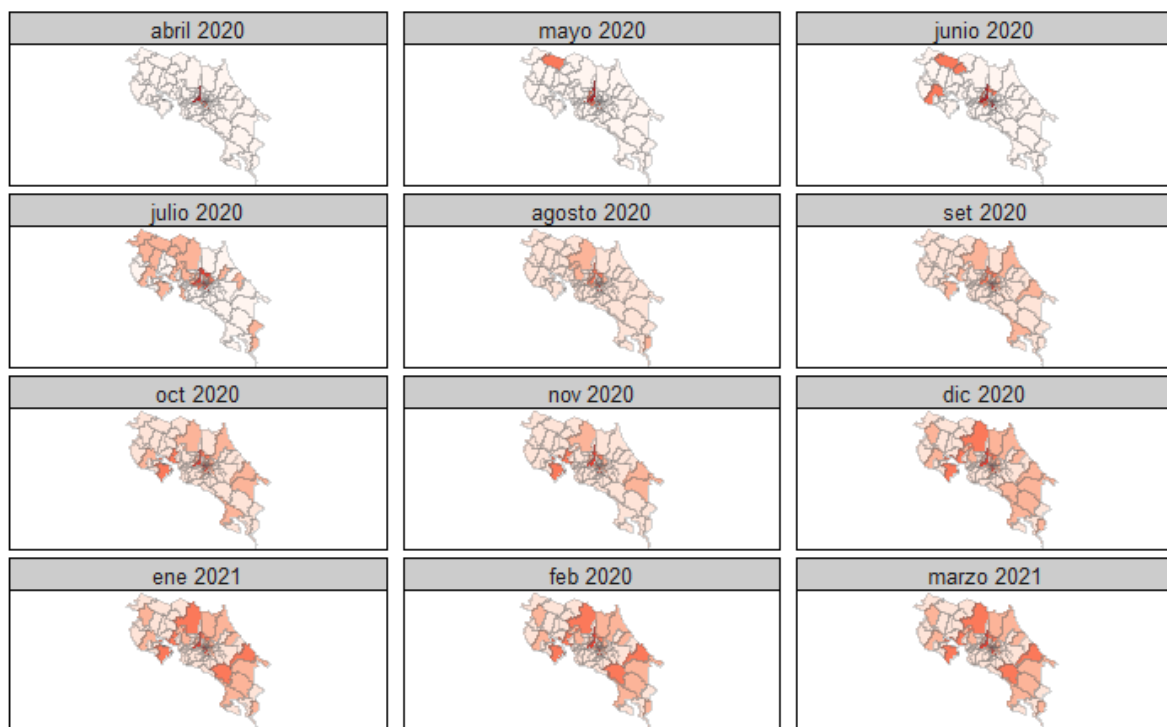 abril 2020
mayo 2020
junio 2020
julio 2020
agosto 2020
set 2020
oct 2020
nov 2020
dic 2020
ene 2021
feb 2020
marzo 2021